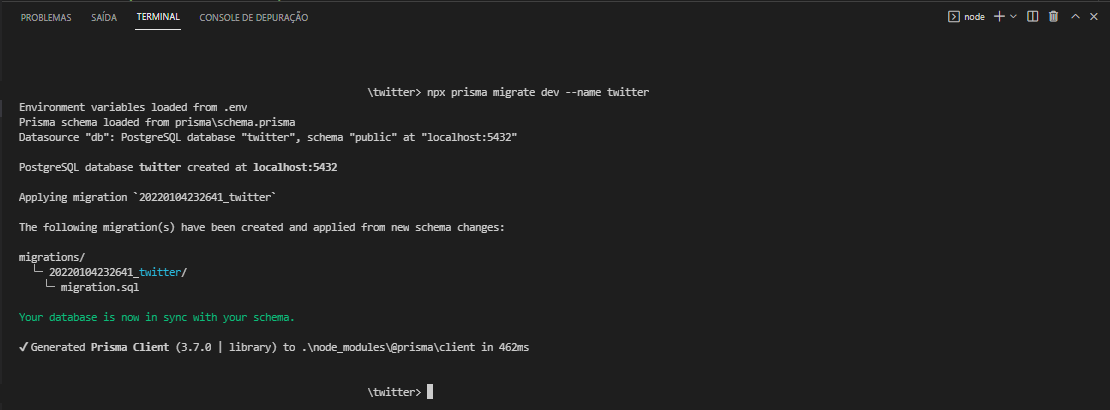 PROBLEMAS SAÍDA TERMINAL CONSOLE DE DEPURAÇÃO node
\twitter> npx prisma migrate dev --name twitter
Environment variables loaded from .env
Prisma schema loaded from prisma\schema.prisma
Datasource "db": PostgreSQL database "twitter", schema "public" at "localhost:5432"
PostgreSQL database twitter created at localhost:5432
Applying migration `20220104232641_twitter`
The following migration(s) have been created and applied from new schema changes:
migrations/
└─ 20220104232641_twitter/
└─ migration.sql
Your database is now in sync with your schema.
✔ Generated Prisma Client (3.7.0 | library) to .\node_modules\@prisma\client in 462ms
\twitter>